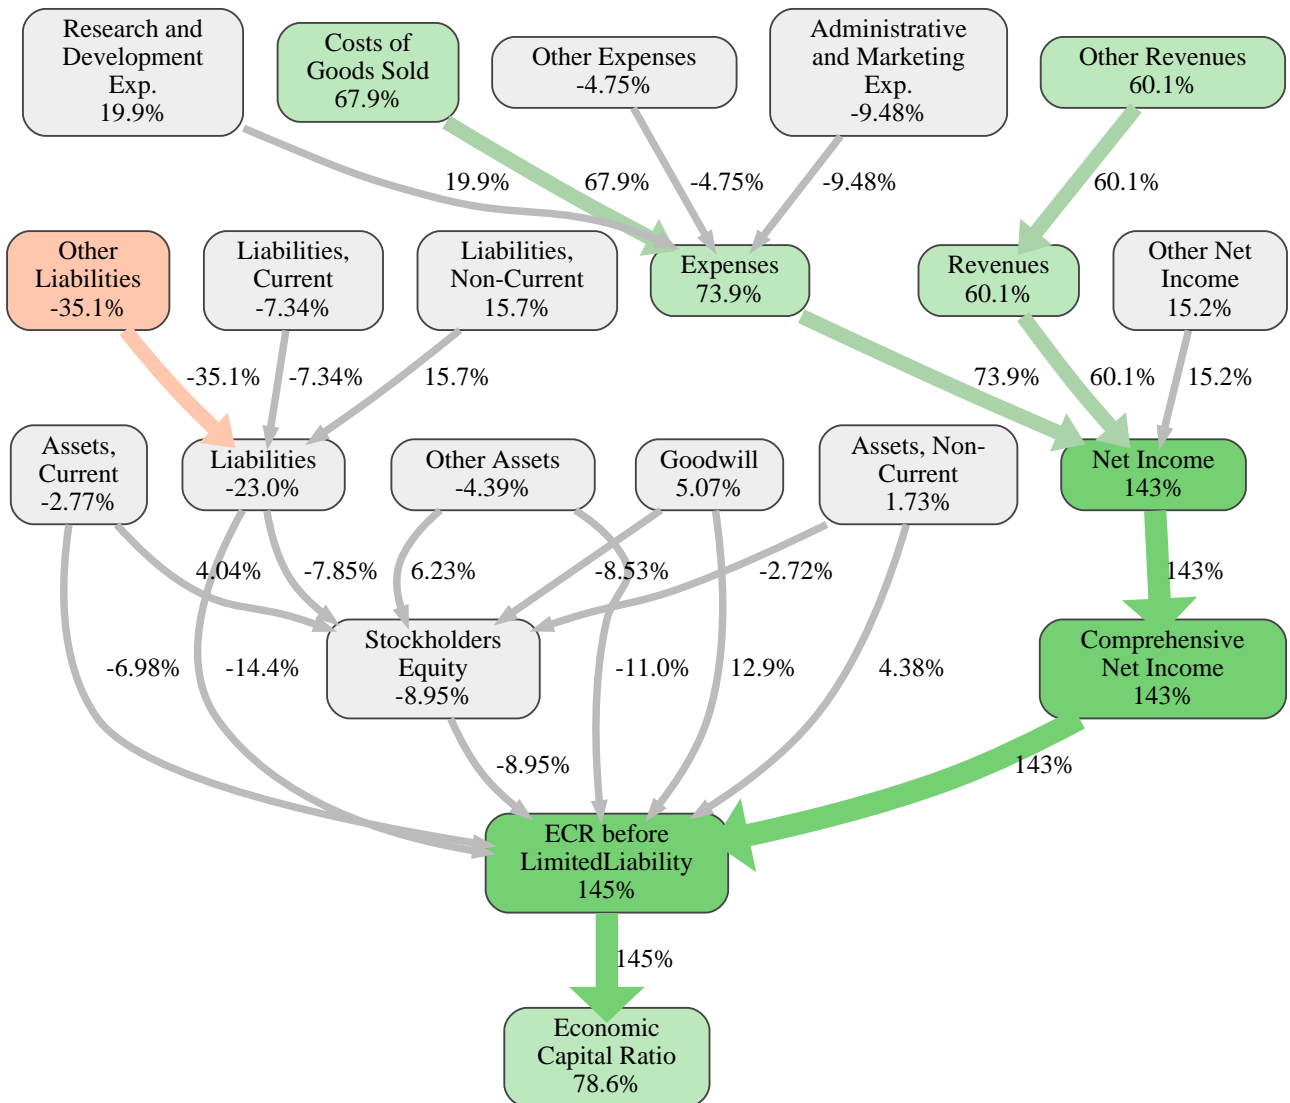 Research and
Development
Exp.
19.9%
Costs of
Goods Sold
67.9%
Other Expenses
-4.75%
Administrative
and Marketing
Exp.
-9.48%
Other Revenues
60.1%
19.9%
67.9%
-4.75%
-9.48%
60.1%
Other
Liabilities
-35.1%
Liabilities,
Current
-7.34%
Liabilities,
Non-Current
15.7%
Expenses
73.9%
Revenues
60.1%
Other Net
Income
15.2%
-35.1%
-7.34%
15.7%
73.9%
60.1%
15.2%
Assets,
Current
-2.77%
Liabilities
-23.0%
Other Assets
-4.39%
Goodwill
5.07%
Assets, Non-
Current
1.73%
Net Income
143%
4.04%
-7.85%
6.23%
-8.53%
-2.72%
143%
Stockholders
Equity
-8.95%
Comprehensive
Net Income
143%
-6.98%
-14.4%
-11.0%
12.9%
4.38%
-8.95%
143%
ECR before
LimitedLiability
145%
145%
Economic
Capital Ratio
78.6%